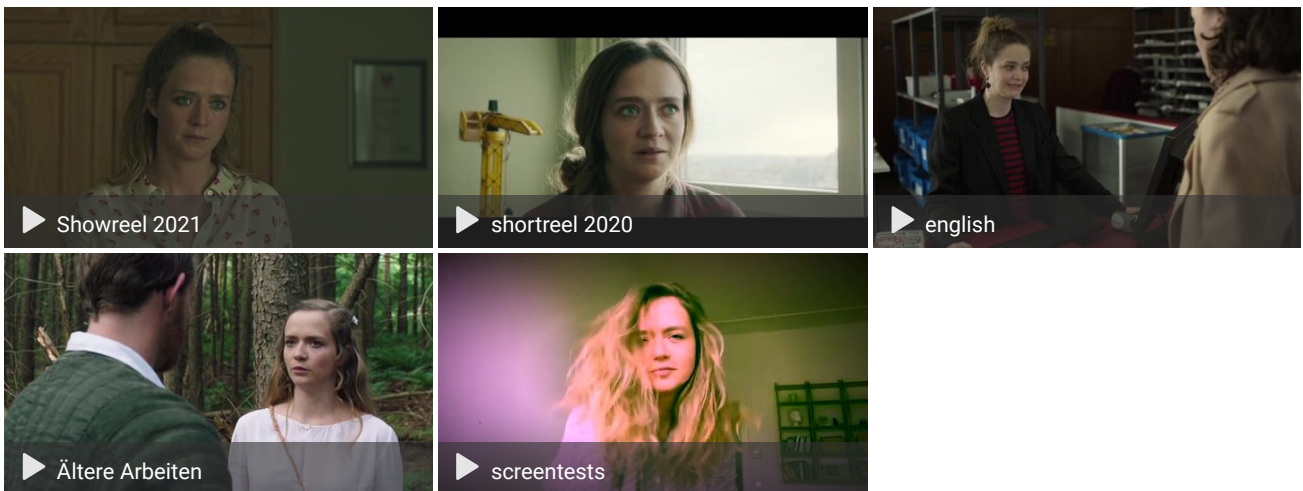 Showreel 2021
shortreel 2020
english
Ältere Arbeiten
screentests